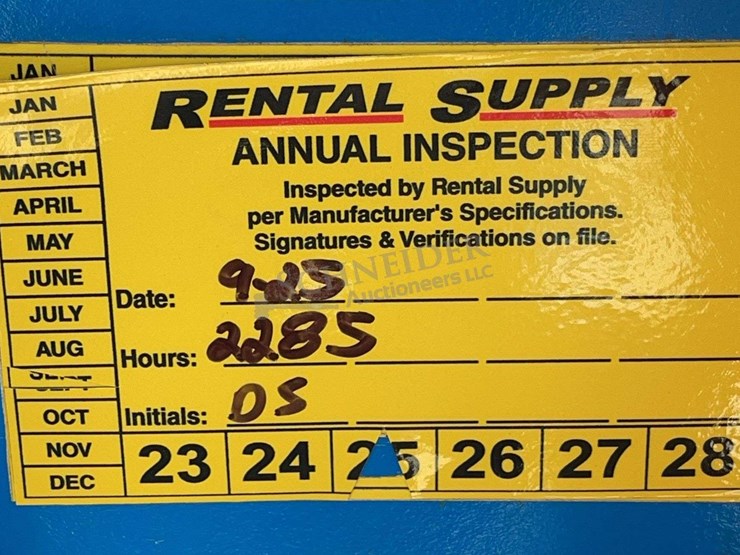 JAN
JAN
FEB
MARCH
APRIL
MAY
JUNE
JULY
AUG
OCT
NOV
DEC
RENTAL SUPPLY
ANNUAL INSPECTION
Inspected by Rental Supply
per Manufacturer's Specifications.
Signatures & Verifications on file.
SCHNEIDER
Auctioneers LLC
Date: 9-25
Hours: 2285
Initials: DS
23 24 25 26 27 28